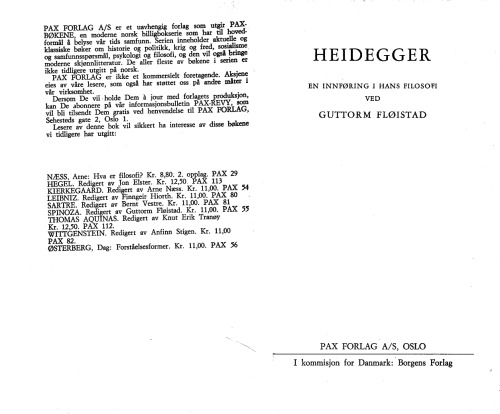 PAX FORLAG A/S er et uavhengig forlag som utgir PAX-
BØKENE, en moderne norsk billigbokserie som har til hoved-
formål å belyse vår tids samfunn. Serien inneholder aktuelle og
klassiske bøker om historie og politikk, krig og fred, sosialisme
og samfunnsspørsmål, psykologi og filosofi, og den vil også bringe
moderne skjønnlitteratur. De aller fleste av bøkene i serien er
ikke tidligere utgitt på norsk.
PAX FORLAG er ikke et kommersielt foretagende. Aksjene
eies av våre lesere, som også har støttet oss på andre måter i
vår virksomhet.
Dersom De vil holde Dem à jour med forlagets produksjon,
kan De abonnere på vår informasjonsbulletin PAX-REVY, som
vil bli tilsendt Dem gratis ved henvendelse til PAX FORLAG,
Sehesteds gate 2, Oslo 1.
Lesere av denne bok vil sikkert ha interesse av disse bøkene
vi tidligere har utgitt:
NÆSS, Arne: Hva er filosofi? Kr. 8,80. 2. opplag. PAX 29
HEGEL. Redigert av Jon Elster. Kr. 12,50. PAX 113
KIERKEGAARD. Redigert av Arne Næss. Kr. 11,00. PAX 54
LEIBNIZ. Redigert av Finngeir Hiorth. Kr. 11,00. PAX 80
SARTRE. Redigert av Bernt Vestre. Kr. 11,00. PAX 81
SPINOZA. Redigert av Guttorm Fløistad. Kr. 11,00. PAX 55
THOMAS AQUINAS. Redigert av Knut Erik Tranøy
Kr. 12,50. PAX 112.
WITTGENSTEIN. Redigert av Anfinn Stigen. Kr. 11,00
PAX 82.
ØSTERBERG, Dag: Forståelsesformer. Kr. 11,00. PAX 56
HEIDEGGER
EN INNFØRING I HANS FILOSOFI
VED
GUTTORM FLØISTAD
PAX FORLAG A/S, OSLO
I kommisjon for Danmark: Borgens Forlag